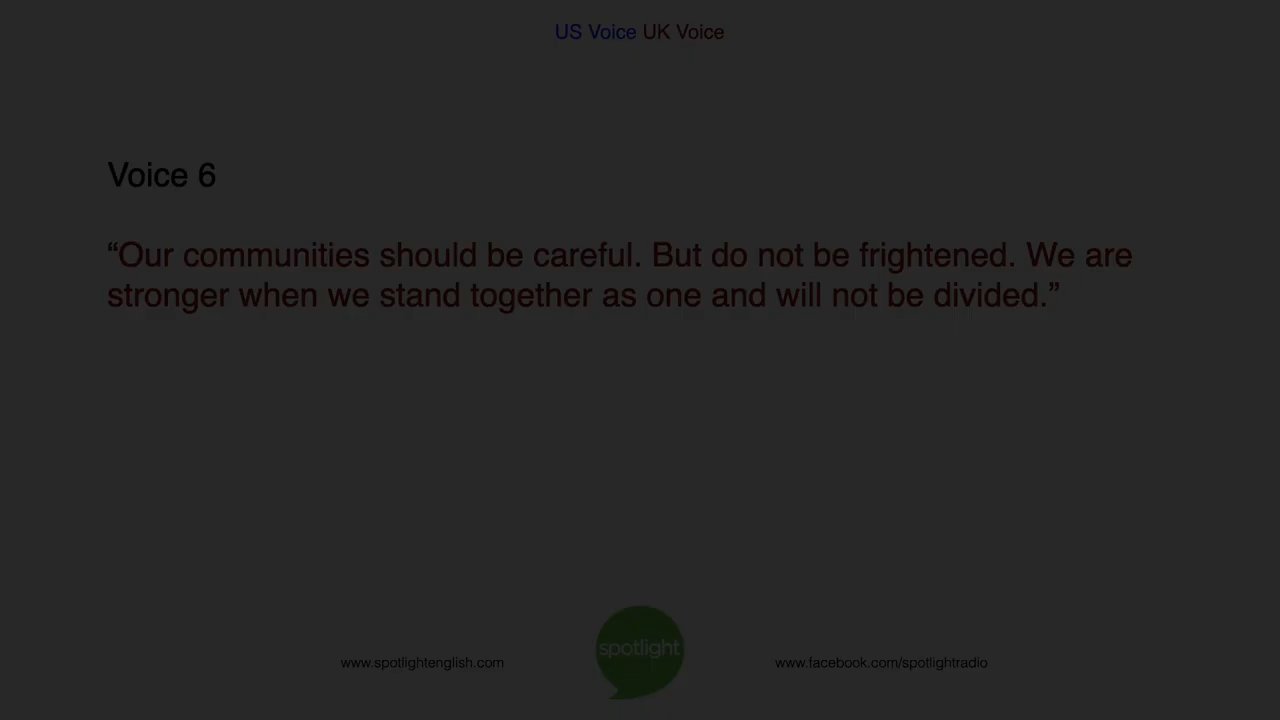 US Voice UK Voice
Voice 6
“Our communities should be careful. But do not be frightened. We are
stronger when we stand together as one and will not be divided.”
spotlight
www.spotlightenglish.com
www.facebook.com/spotlightradio